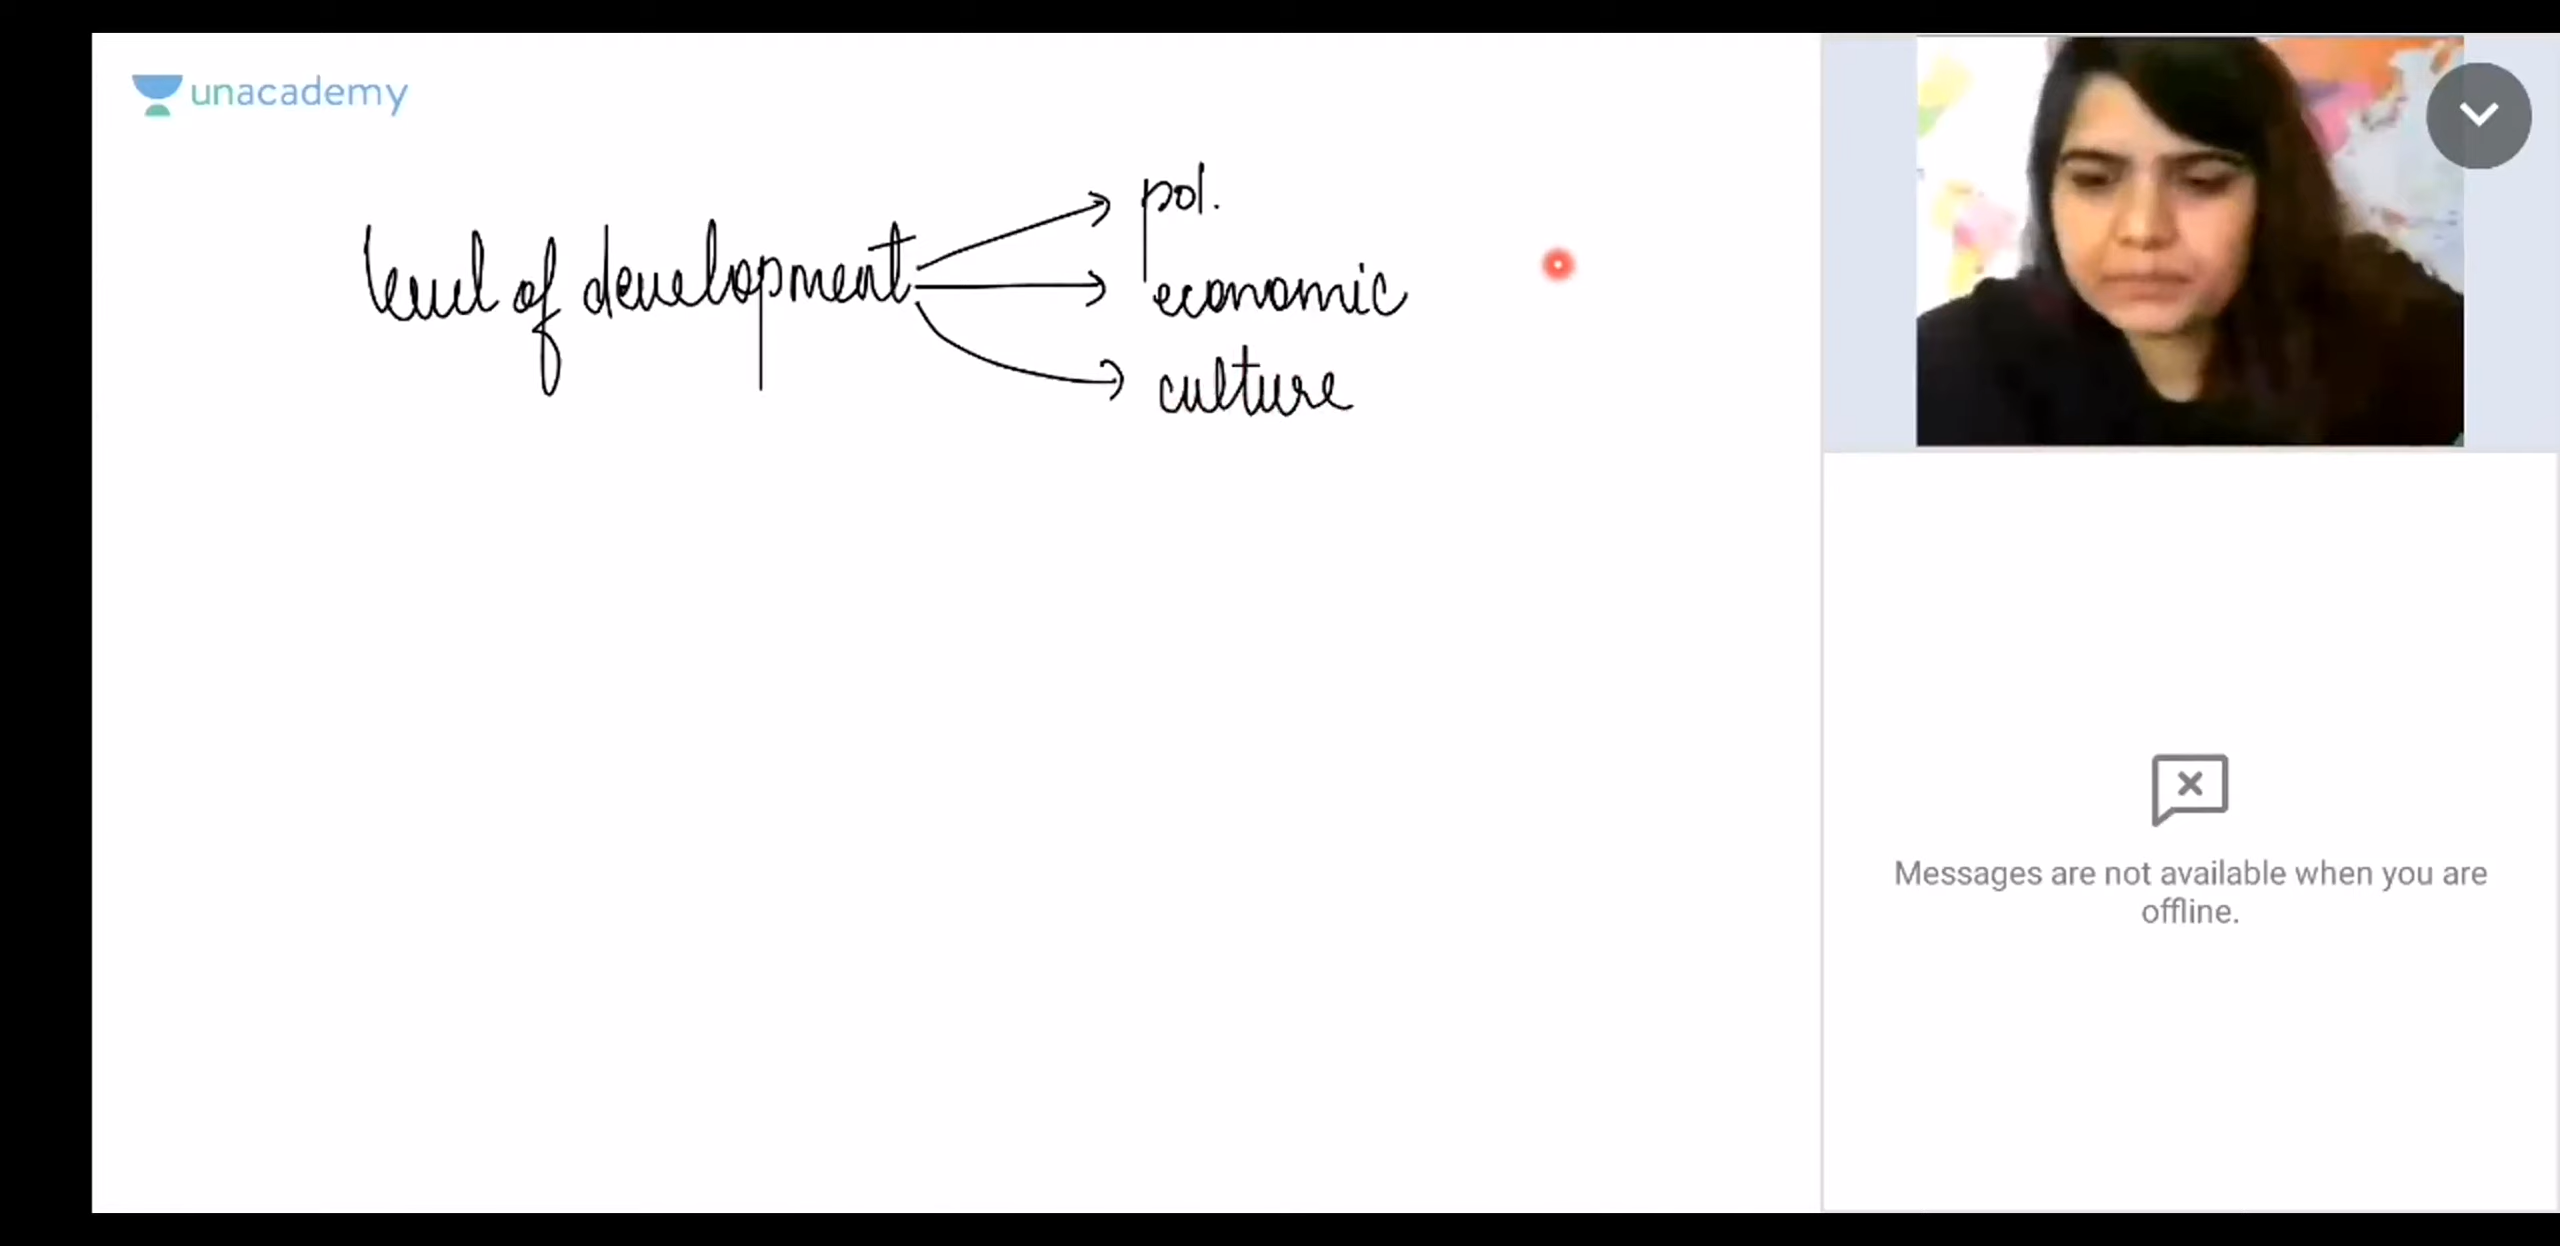 unacademy
pol.
level of development
economic
culture
Messages are not available when you are
offline.